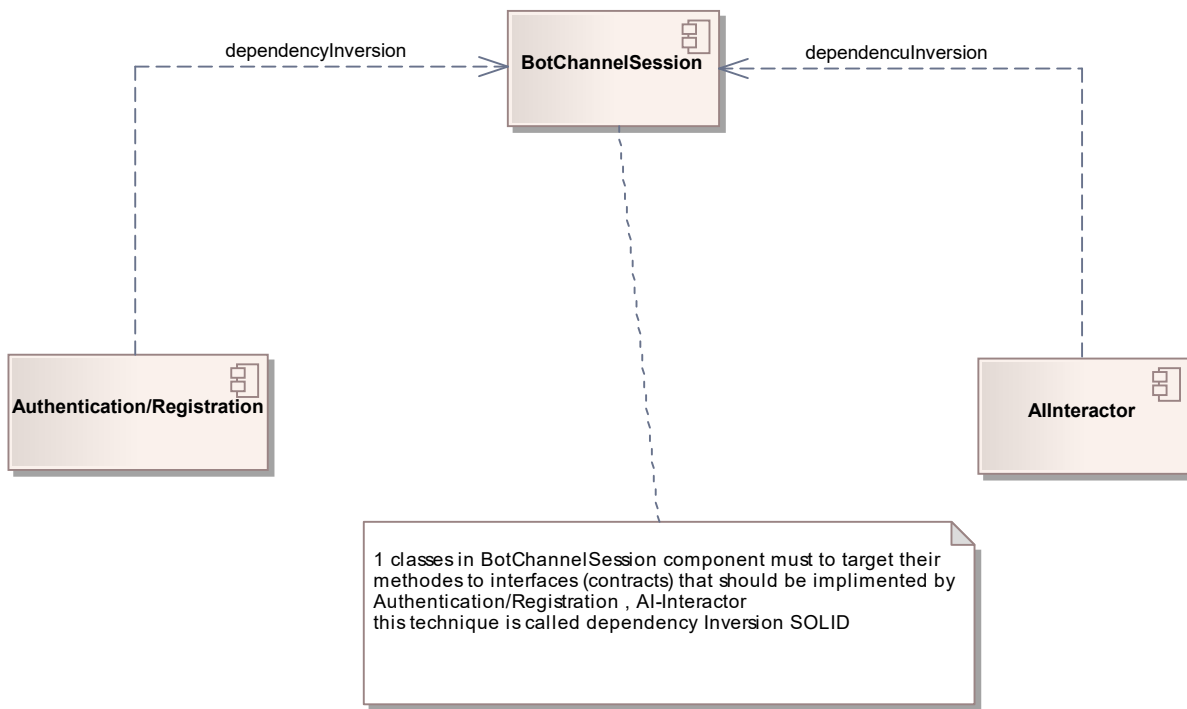 dependencyInversion
BotChannelSession
dependencuInversion
Authentication/Registration
AIInteractor
1 classes in BotChannelSession component must to target their
methodes to interfaces (contracts) that should be implimented by
Authentication/Registration , AI-Interactor
this technique is called dependency Inversion SOLID